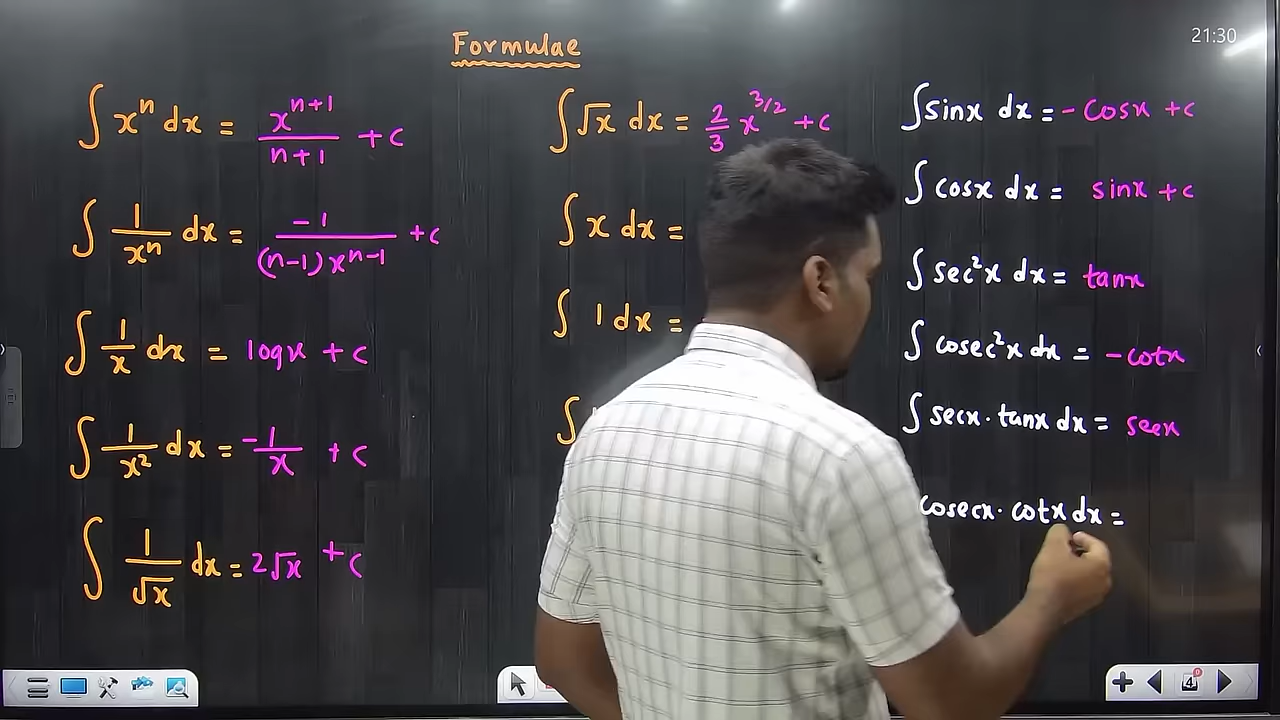 21:30
Formulae
∫ xⁿ dx = xⁿ⁺¹/(n+1) + c
∫ 1/xⁿ dx = -1/((n-1)xⁿ⁻¹) + c
∫ 1/x dx = logx + c
∫ 1/x² dx = -1/x + c
∫ 1/√x dx = 2√x + c
∫ √x dx = 2/3 x^3/2 + c
∫ x dx =
∫ 1 dx =
∫
∫ sinx dx = -cosx + c
∫ cosx dx = sinx + c
∫ sec²x dx = tanx
∫ cosec²x dx = -cotx
∫ secx·tanx dx = secx
cosecx·cotx dx =
4